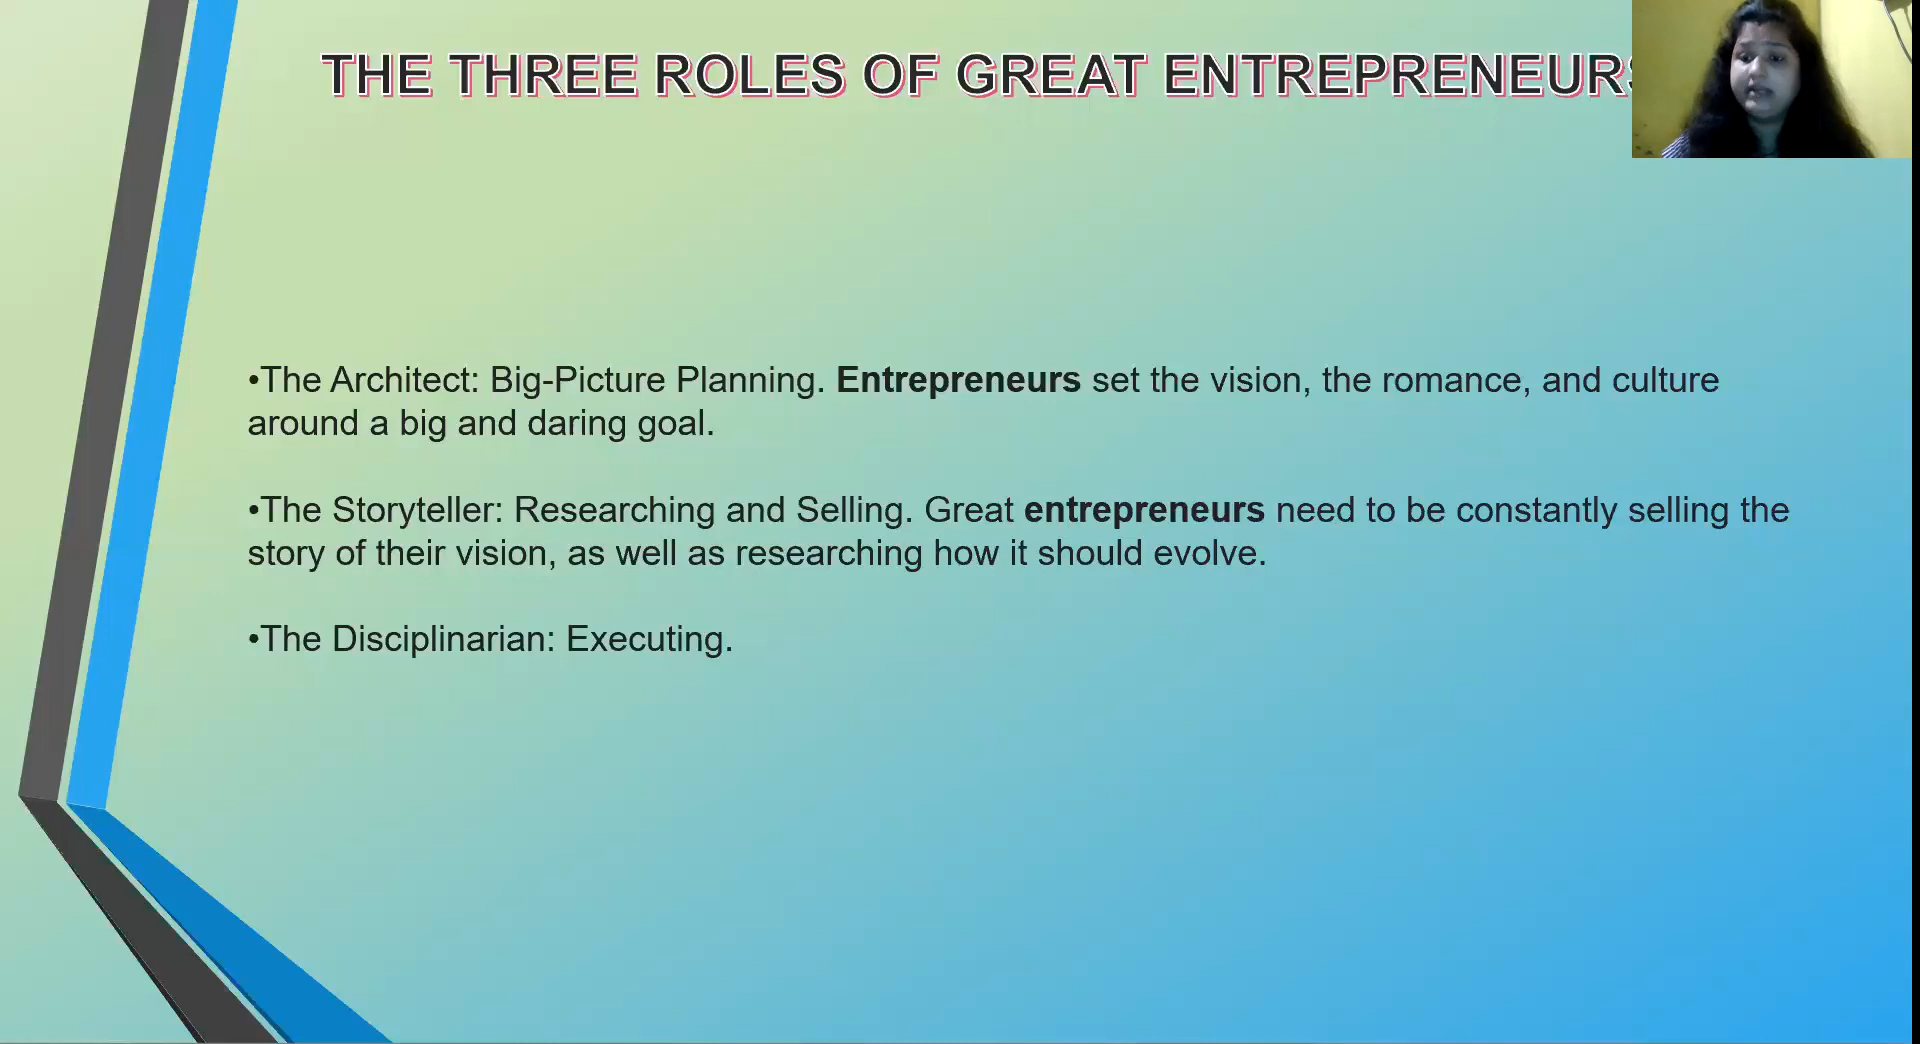 THE THREE ROLES OF GREAT ENTREPRENEURS
•The Architect: Big-Picture Planning. Entrepreneurs set the vision, the romance, and culture
around a big and daring goal.
•The Storyteller: Researching and Selling. Great entrepreneurs need to be constantly selling the
story of their vision, as well as researching how it should evolve.
•The Disciplinarian: Executing.